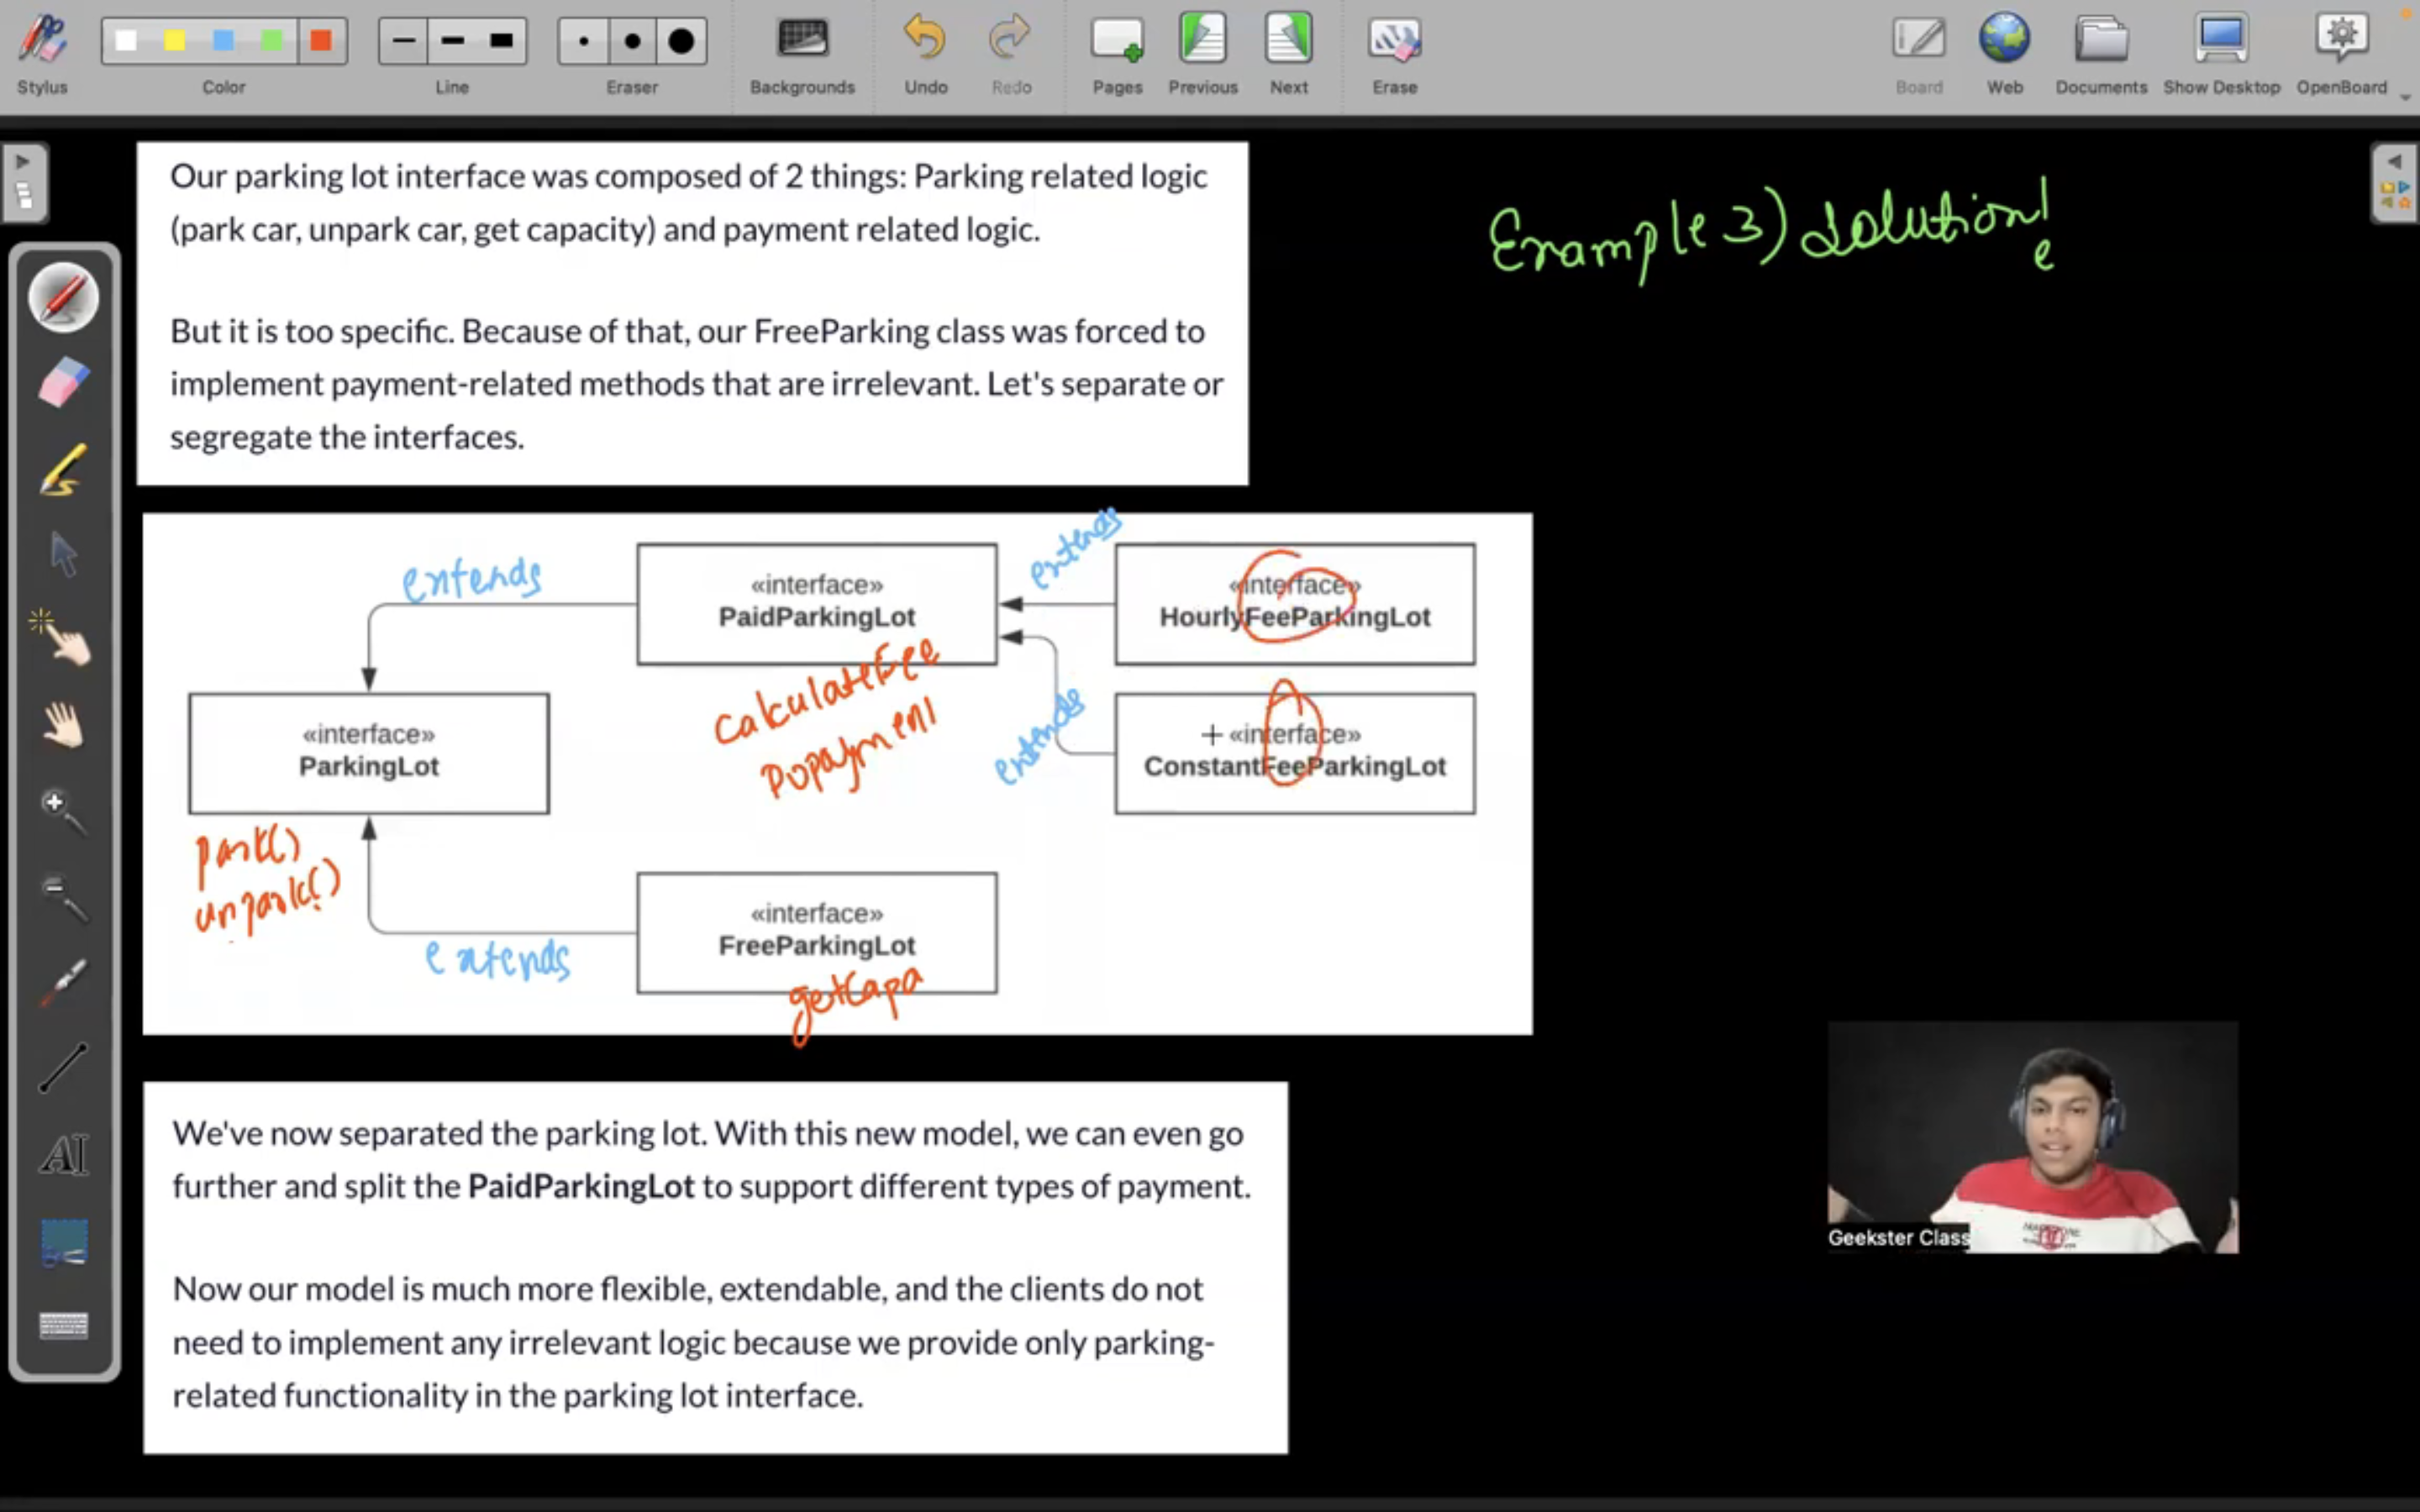 Stylus
Color
Line
Eraser
Backgrounds
Undo
Redo
Pages
Previous
Next
Erase
Board
Web
Documents
Show Desktop
OpenBoard
Our parking lot interface was composed of 2 things: Parking related logic
(park car, unpark car, get capacity) and payment related logic.
But it is too specific. Because of that, our FreeParking class was forced to
implement payment-related methods that are irrelevant. Let's separate or
segregate the interfaces.
Example 3) Solution!
e
extends
«interface»
PaidParkingLot
extends
«interface»
HourlyFeeParkingLot
CalculateFee
Dopayment
«interface»
ParkingLot
extends
«interface»
ConstantFeeParkingLot
park()
unpark()
extends
«interface»
FreeParkingLot
getCapa
We've now separated the parking lot. With this new model, we can even go
further and split the PaidParkingLot to support different types of payment.
Now our model is much more flexible, extendable, and the clients do not
need to implement any irrelevant logic because we provide only parking-
related functionality in the parking lot interface.
Geekster Class
AI